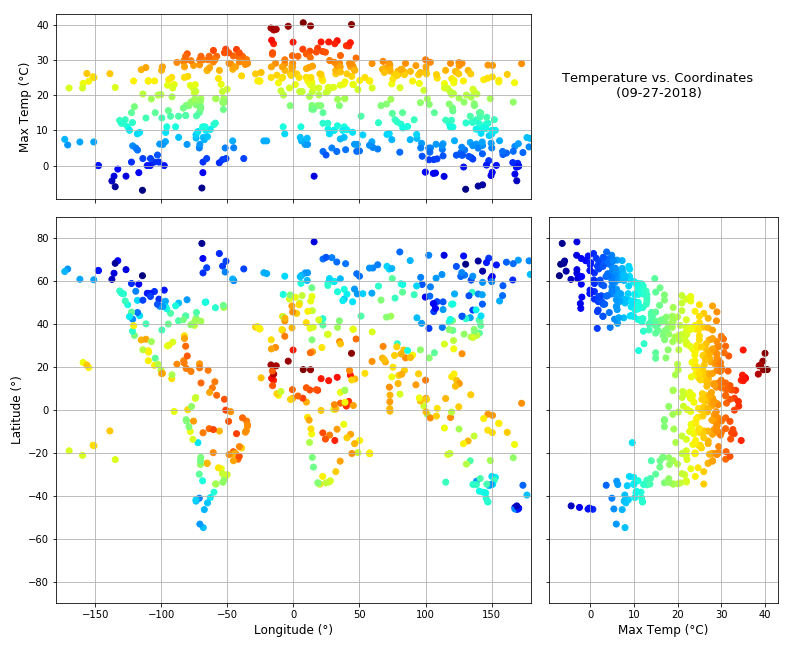 40
30
20
10
0
Max Temp (°C)
Temperature vs. Coordinates
(09-27-2018)
80
60
40
20
0
−20
−40
−60
−80
Latitude (°)
−150 −100 −50 0 50 100 150
Longitude (°)
0 10 20 30 40
Max Temp (°C)